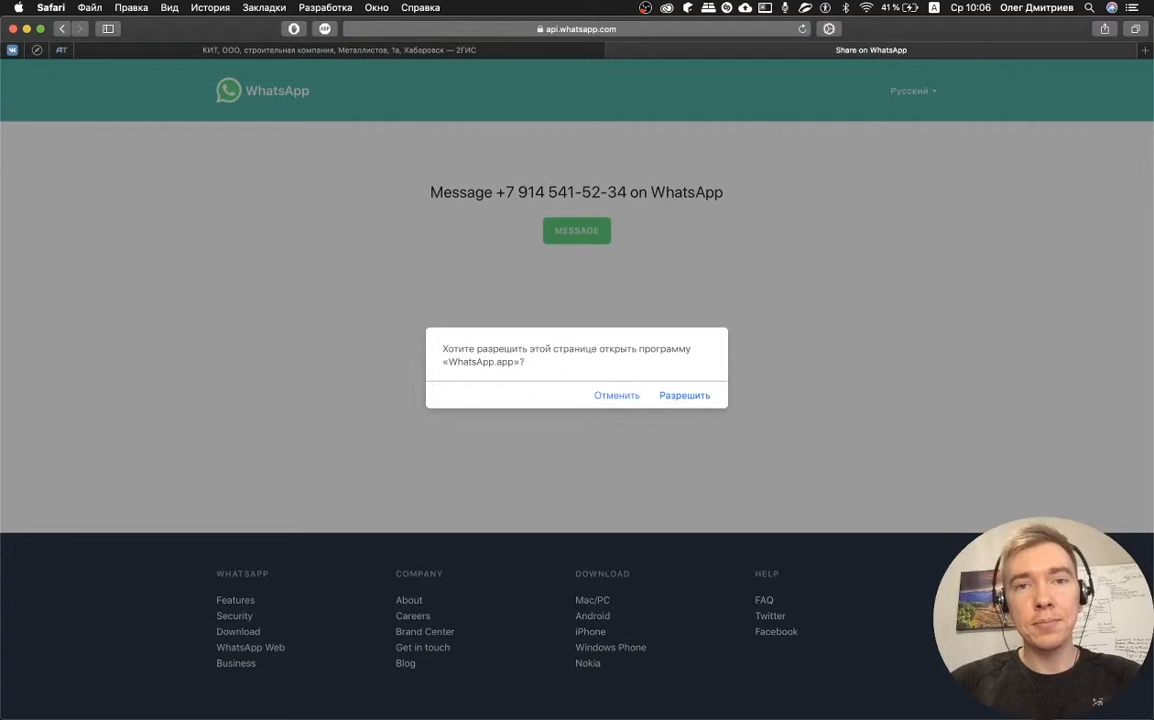 Safari Файл Правка Вид История Закладки Разработка Окно Справка 41 % A Ср 10:06 Олег Дмитриев
ABP api.whatsapp.com
АТ КИТ, ООО, строительная компания, Металлистов, 1а, Хабаровск — 2ГИС Share on WhatsApp +
WhatsApp Русский
Message +7 914 541-52-34 on WhatsApp
MESSAGE
Хотите разрешить этой странице открыть программу
«WhatsApp.app»?
Отменить Разрешить
WHATSAPP COMPANY DOWNLOAD HELP
Features About Mac/PC FAQ
Security Careers Android Twitter
Download Brand Center iPhone Facebook
WhatsApp Web Get in touch Windows Phone
Business Blog Nokia